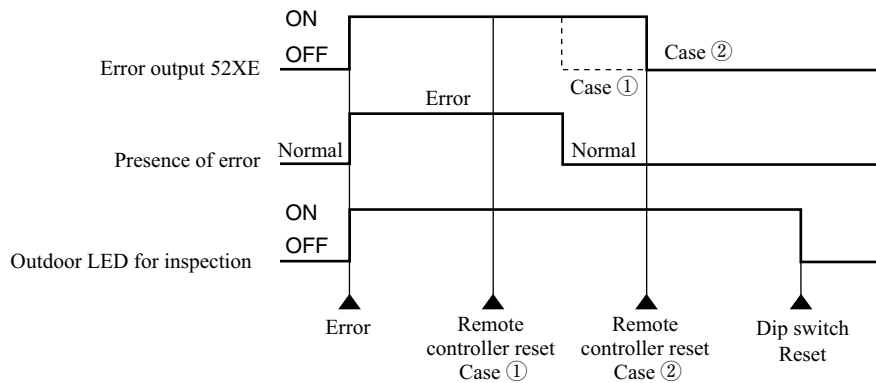 ON
OFF
Error output 52XE
Case ②
Case ①
Error
Presence of error
Normal
Normal
ON
OFF
Outdoor LED for inspection
Error
Remote
controller reset
Case ①
Remote
controller reset
Case ②
Dip switch
Reset